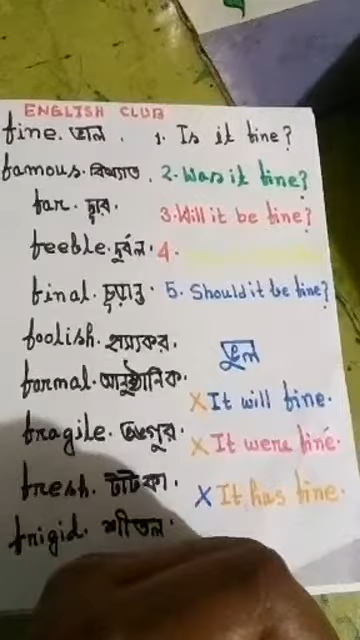 ENGLISH CLUB
fine. ভাল. 1. Is it fine?
famous. বিখ্যাত. 2. Was it fine?
far. দূর. 3. Will it be fine?
feeble. দুর্বল. 4.
final. চূড়ান্ত. 5. Should it be fine?
foolish. হাস্যকর.
ভুল
formal. আনুষ্ঠানিক.
X It will fine.
fragile. ভঙ্গুর.
X It were fine.
fresh. টাটকা.
X It has fine.
frigid. শীতল.